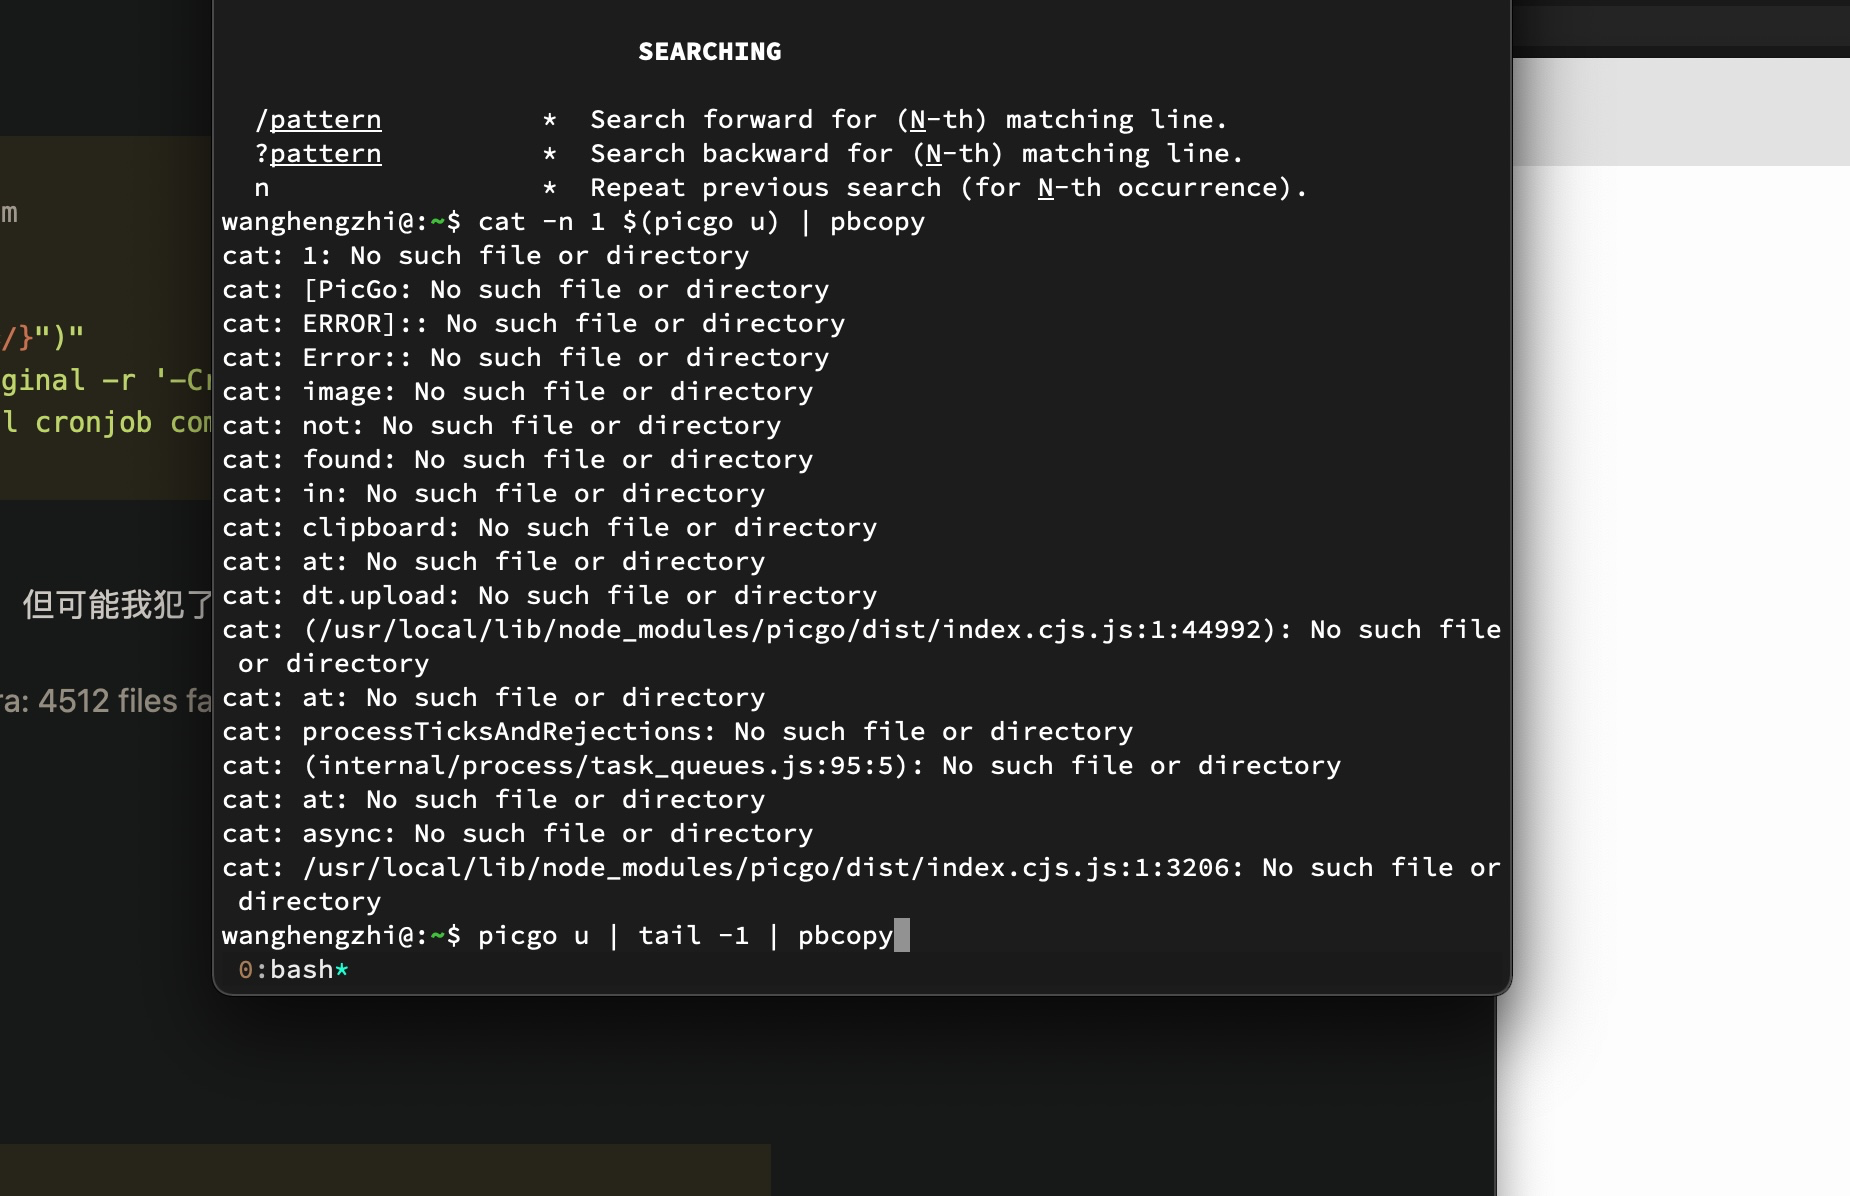 SEARCHING
/pattern * Search forward for (N-th) matching line.
?pattern * Search backward for (N-th) matching line.
n * Repeat previous search (for N-th occurrence).
wanghengzhi@:~$ cat -n 1 $(picgo u) | pbcopy
cat: 1: No such file or directory
cat: [PicGo: No such file or directory
cat: ERROR]:: No such file or directory
cat: Error:: No such file or directory
cat: image: No such file or directory
cat: not: No such file or directory
cat: found: No such file or directory
cat: in: No such file or directory
cat: clipboard: No such file or directory
cat: at: No such file or directory
cat: dt.upload: No such file or directory
cat: (/usr/local/lib/node_modules/picgo/dist/index.cjs.js:1:44992): No such file
or directory
cat: at: No such file or directory
cat: processTicksAndRejections: No such file or directory
cat: (internal/process/task_queues.js:95:5): No such file or directory
cat: at: No such file or directory
cat: async: No such file or directory
cat: /usr/local/lib/node_modules/picgo/dist/index.cjs.js:1:3206: No such file or
directory
wanghengzhi@:~$ picgo u | tail -1 | pbcopy
0:bash*
m
/}")"
ginal -r '-Cr
l cronjob com
但可能我犯了
ra: 4512 files fa